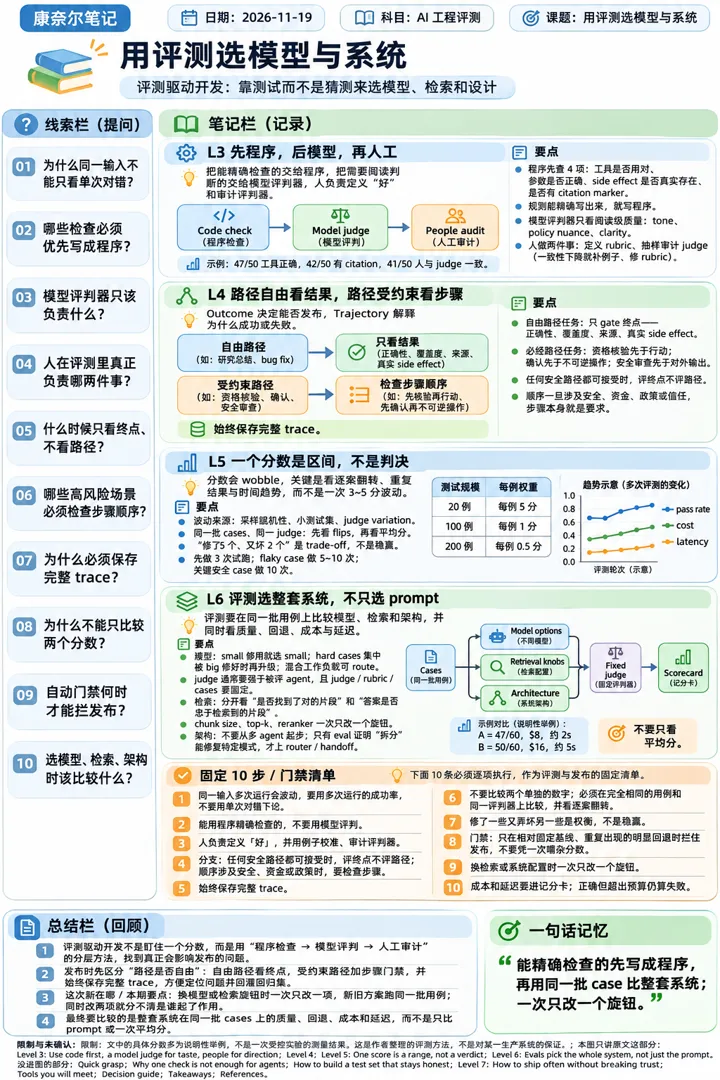 康奈尔笔记
日期：2026-11-19
科目：AI 工程评测
课题：用评测选模型与系统
用评测选模型与系统
评测驱动开发：靠测试而不是猜测来选模型、检索和设计
线索栏（提问）
01 为什么同一输入不
能只看单次对错？
02 哪些检查必须
优先写成程序？
03 模型评判器只该
负责什么？
04 人在评测里真正
负责哪两件事？
05 什么时候只看终点、
不看路径？
06 哪些高风险场景
必须检查步骤顺序？
07 为什么必须保存
完整 trace？
08 为什么不能只比较
两个分数？
09 自动门禁何时
才能拦发布？
10 选模型、检索、架构
时该比较什么？
笔记栏（记录）
L3 先程序，后模型，再人工
把能精确检查的交给程序，把需要阅读判
断的交给模型评判器，人负责定义“好”
和审计评判器。
Code check
（程序检查）
Model judge
（模型评判）
People audit
（人工审计）
示例：47/50 工具正确，42/50 有 citation，41/50 人与 judge 一致。
要点
程序先查 4 项：工具是否用对、
参数是否正确、side effect 是否真实存在、
是否有 citation marker。
规则能精确写出来，就写程序。
模型评判器只看阅读级质量：tone、
policy nuance、clarity。
人做两件事：定义 rubric、抽样审计 judge
（一致性下降就补例子、修 rubric）。
L4 路径自由看结果，路径受约束看步骤
Outcome 决定能否发布，Trajectory 解释
为什么成功或失败。
自由路径
（如：研究总结、bug fix）
只看结果
（正确性、覆盖度、来源、
真实 side effect）
受约束路径
（如：资格核验、确认、
安全审查）
检查步骤顺序
（如：先核验再行动、
先确认再不可逆操作）
始终保存完整 trace。
要点
自由路径任务：只 gate 终点——
正确性、覆盖度、来源、真实 side effect。
必经路径任务：资格核验先于行动；
确认先于不可逆操作；安全审查先于对外输出。
任何安全路径都可接受时，评终点不评路径。
顺序一旦涉及安全、资金、政策或信任，
步骤本身就是要求。
L5 一个分数是区间，不是判决
分数会 wobble，关键是看逐案翻转、重复
结果与时间趋势，而不是一次 3~5 分波动。
要点
波动来源：采样随机性、小测试集、judge variation。
同一批 case、同一 judge：先看 flips，再看平均分。
“修了5 个、又坏 2 个”是 trade-off，不是稳赢。
先做 3 次试跑；flaky case 做 5~10 次；
关键安全 case 做 10 次。
测试规模 每例权重
20 例 每例 5 分
100 例 每例 1 分
200 例 每例 0.5 分
趋势示意（多次评测的变化）
1.0
0.8
0.6
0.4
0.2
0.0
pass rate
cost
latency
评测轮次（示意）
L6 评测选整套系统，不只选 prompt
评测要在同一批用例上比较模型、检索和架构，并
同时看质量、回退、成本与延迟。
要点
模型：small 够用就选 small；hard cases 集中
被 big 修好时再升级；混合工作负载可 route。
judge 通常要强于被评 agent，且 judge / rubric /
cases 要固定。
检索：分开看“是否找到了对的片段”和“答案是否
忠于检索到的片段”。
chunk size、top-k、reranker 一次只改一个旋钮。
架构：不要从多 agent 起步；只有 eval 证明“拆分”
能修复特定模式，才上 router / handoff。
Cases
（同一批用例）
Model options
（不同模型）
Retrieval knobs
（检索配置）
Architecture
（系统架构）
Fixed
judge
（固定评判器）
Scorecard
（记分卡）
示例对比（说明性举例）：
A = 47/60，$8，约 2s
B = 50/60，$16，约 5s
不要只看
平均分。
固定 10 步 / 门禁清单
下面 10 条必须逐项执行，作为评测与发布的固定清单。
1 同一输入多次运行会波动，要用多次运行的成功率，
不要用单次对错下论。
2 能用程序精确检查的，不要用模型评判。
3 人负责定义「好」，并用例子校准、审计评判器。
4 分支：任何安全路径都可接受时，评终点不评路径；
顺序涉及安全、资金或政策时，要检查步骤。
5 始终保存完整 trace。
6 不要比较两个单独的数字；必须在完全相同的用例和
同一评判器上比较，并看逐案翻转。
7 修了一些又弄坏另一些是权衡，不是稳赢。
8 门禁：只在相对固定基线、重复出现的明显回退时拦住
发布，不要凭一次嘈杂分数。
9 换检索或系统配置时一次只改一个旋钮。
10 成本和延迟要进记分卡；正确但超出预算仍算失败。
总结栏（回顾）
1 评测驱动开发不是盯住一个分数，而是用“程序检查 → 模型评判 → 人工审计”
的分层方法，找到真正会影响发布的问题。
2 发布时先区分“路径是否自由”：自由路径看终点，受约束路径加步骤门禁，并
始终保存完整 trace，方便定位问题并回灌回归集。
3 这次新在哪 / 本期要点：换模型或检索旋钮时一次只改一项，新旧方案跑同一批用例；
同时改两项就分不清是谁起了作用。
4 最终要比较的是整套系统在同一批 cases 上的质量、回退、成本和延迟，而不是只比
prompt 或一次平均分。
一句话记忆
“能精确检查的先写成程序，
再用同一批 case 比整套系统；
一次只改一个旋钮。”
限制与未确认：限制：文中的具体分数多为说明性举例，不是一次受控实验的测量结果。这是作者整理的评测方法，不是对某一生产系统的保证。；本图只讲原文这部分：
Level 3: Use code first, a model judge for taste, people for direction；Level 4；Level 5: One score is a range, not a verdict；Level 6: Evals pick the whole system, not just the prompt。
没进图的部分：Quick grasp；Why one check is not enough for agents；How to build a test set that stays honest；Level 7: How to ship often without breaking trust；
Tools you will meet；Decision guide；Takeaways；References。